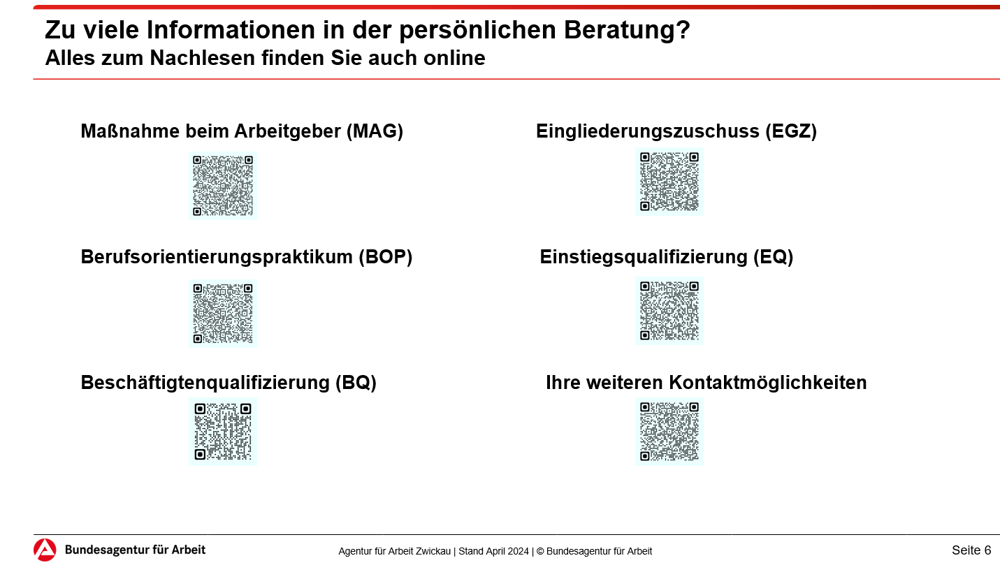 Zu viele Informationen in der persönlichen Beratung?
Alles zum Nachlesen finden Sie auch online
Maßnahme beim Arbeitgeber (MAG)
Eingliederungszuschuss (EGZ)
Berufsorientierungspraktikum (BOP)
Einstiegsqualifizierung (EQ)
Beschäftigtenqualifizierung (BQ)
Ihre weiteren Kontaktmöglichkeiten
Bundesagentur für Arbeit
Agentur für Arbeit Zwickau | Stand April 2024 | © Bundesagentur für Arbeit
Seite 6